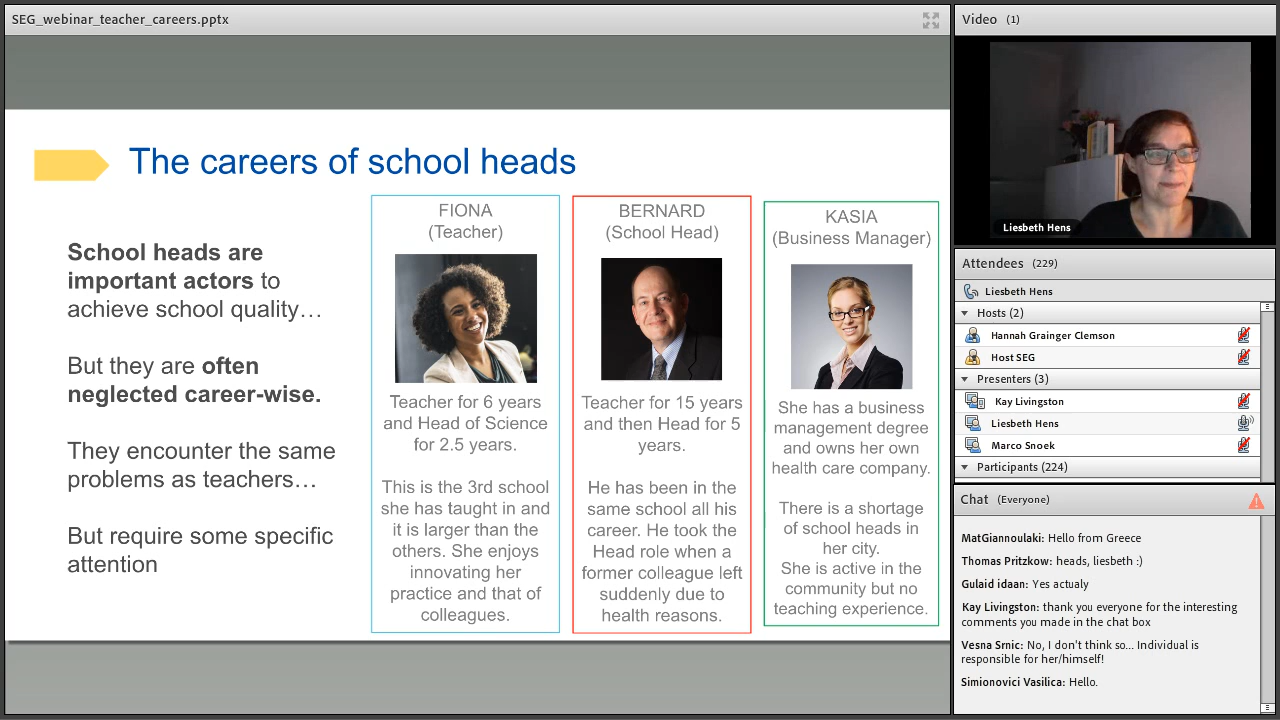 SEG_webinar_teacher_careers.pptx
The careers of school heads
School heads are
important actors to
achieve school quality…
But they are often
neglected career-wise.
They encounter the same
problems as teachers…
But require some specific
attention
FIONA
(Teacher)
Teacher for 6 years
and Head of Science
for 2.5 years.
This is the 3rd school
she has taught in and
it is larger than the
others. She enjoys
innovating her
practice and that of
colleagues.
BERNARD
(School Head)
Teacher for 15 years
and then Head for 5
years.
He has been in the
same school all his
career. He took the
Head role when a
former colleague left
suddenly due to
health reasons.
KASIA
(Business Manager)
She has a business
management degree
and owns her own
health care company.
There is a shortage
of school heads in
her city.
She is active in the
community but no
teaching experience.
Video (1)
Liesbeth Hens
Attendees (229)
Liesbeth Hens
Hosts (2)
Hannah Grainger Clemson
Host SEG
Presenters (3)
Kay Livingston
Liesbeth Hens
Marco Snoek
Participants (224)
Chat (Everyone)
MatGiannoulaki: Hello from Greece
Thomas Pritzkow: heads, liesbeth :)
Gulaid idaan: Yes actualy
Kay Livingston: thank you everyone for the interesting
comments you made in the chat box
Vesna Srnic: No, I don't think so... Individual is
responsible for her/himself!
Simionovici Vasilica: Hello.